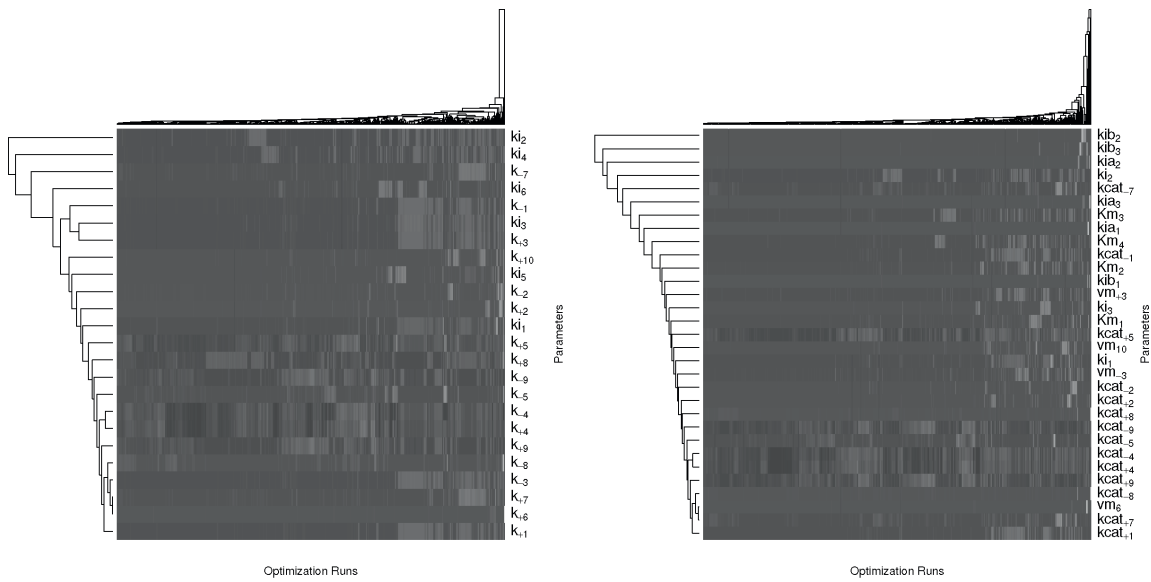 ki₂
ki₄
k₋₇
ki₆
k₋₁
ki₃
k₊₃
k₊₁₀
ki₅
k₋₂
k₊₂
ki₁
k₊₅
k₊₈
k₋₉
k₋₅
k₋₄
k₊₄
k₊₉
k₋₈
k₋₃
k₊₇
k₊₆
k₊₁
Parameters
Optimization Runs
kib₂
kib₃
kia₂
ki₂
kcat₋₇
kia₃
Km₃
kia₁
Km₄
kcat₋₁
Km₂
kib₁
vm₊₃
ki₃
Km₁
kcat₊₅
vm₁₀
ki₁
vm₋₃
kcat₋₂
kcat₊₂
kcat₊₈
kcat₋₉
kcat₋₅
kcat₋₄
kcat₊₄
kcat₊₉
kcat₋₈
vm₆
kcat₊₇
kcat₊₁
Parameters
Optimization Runs